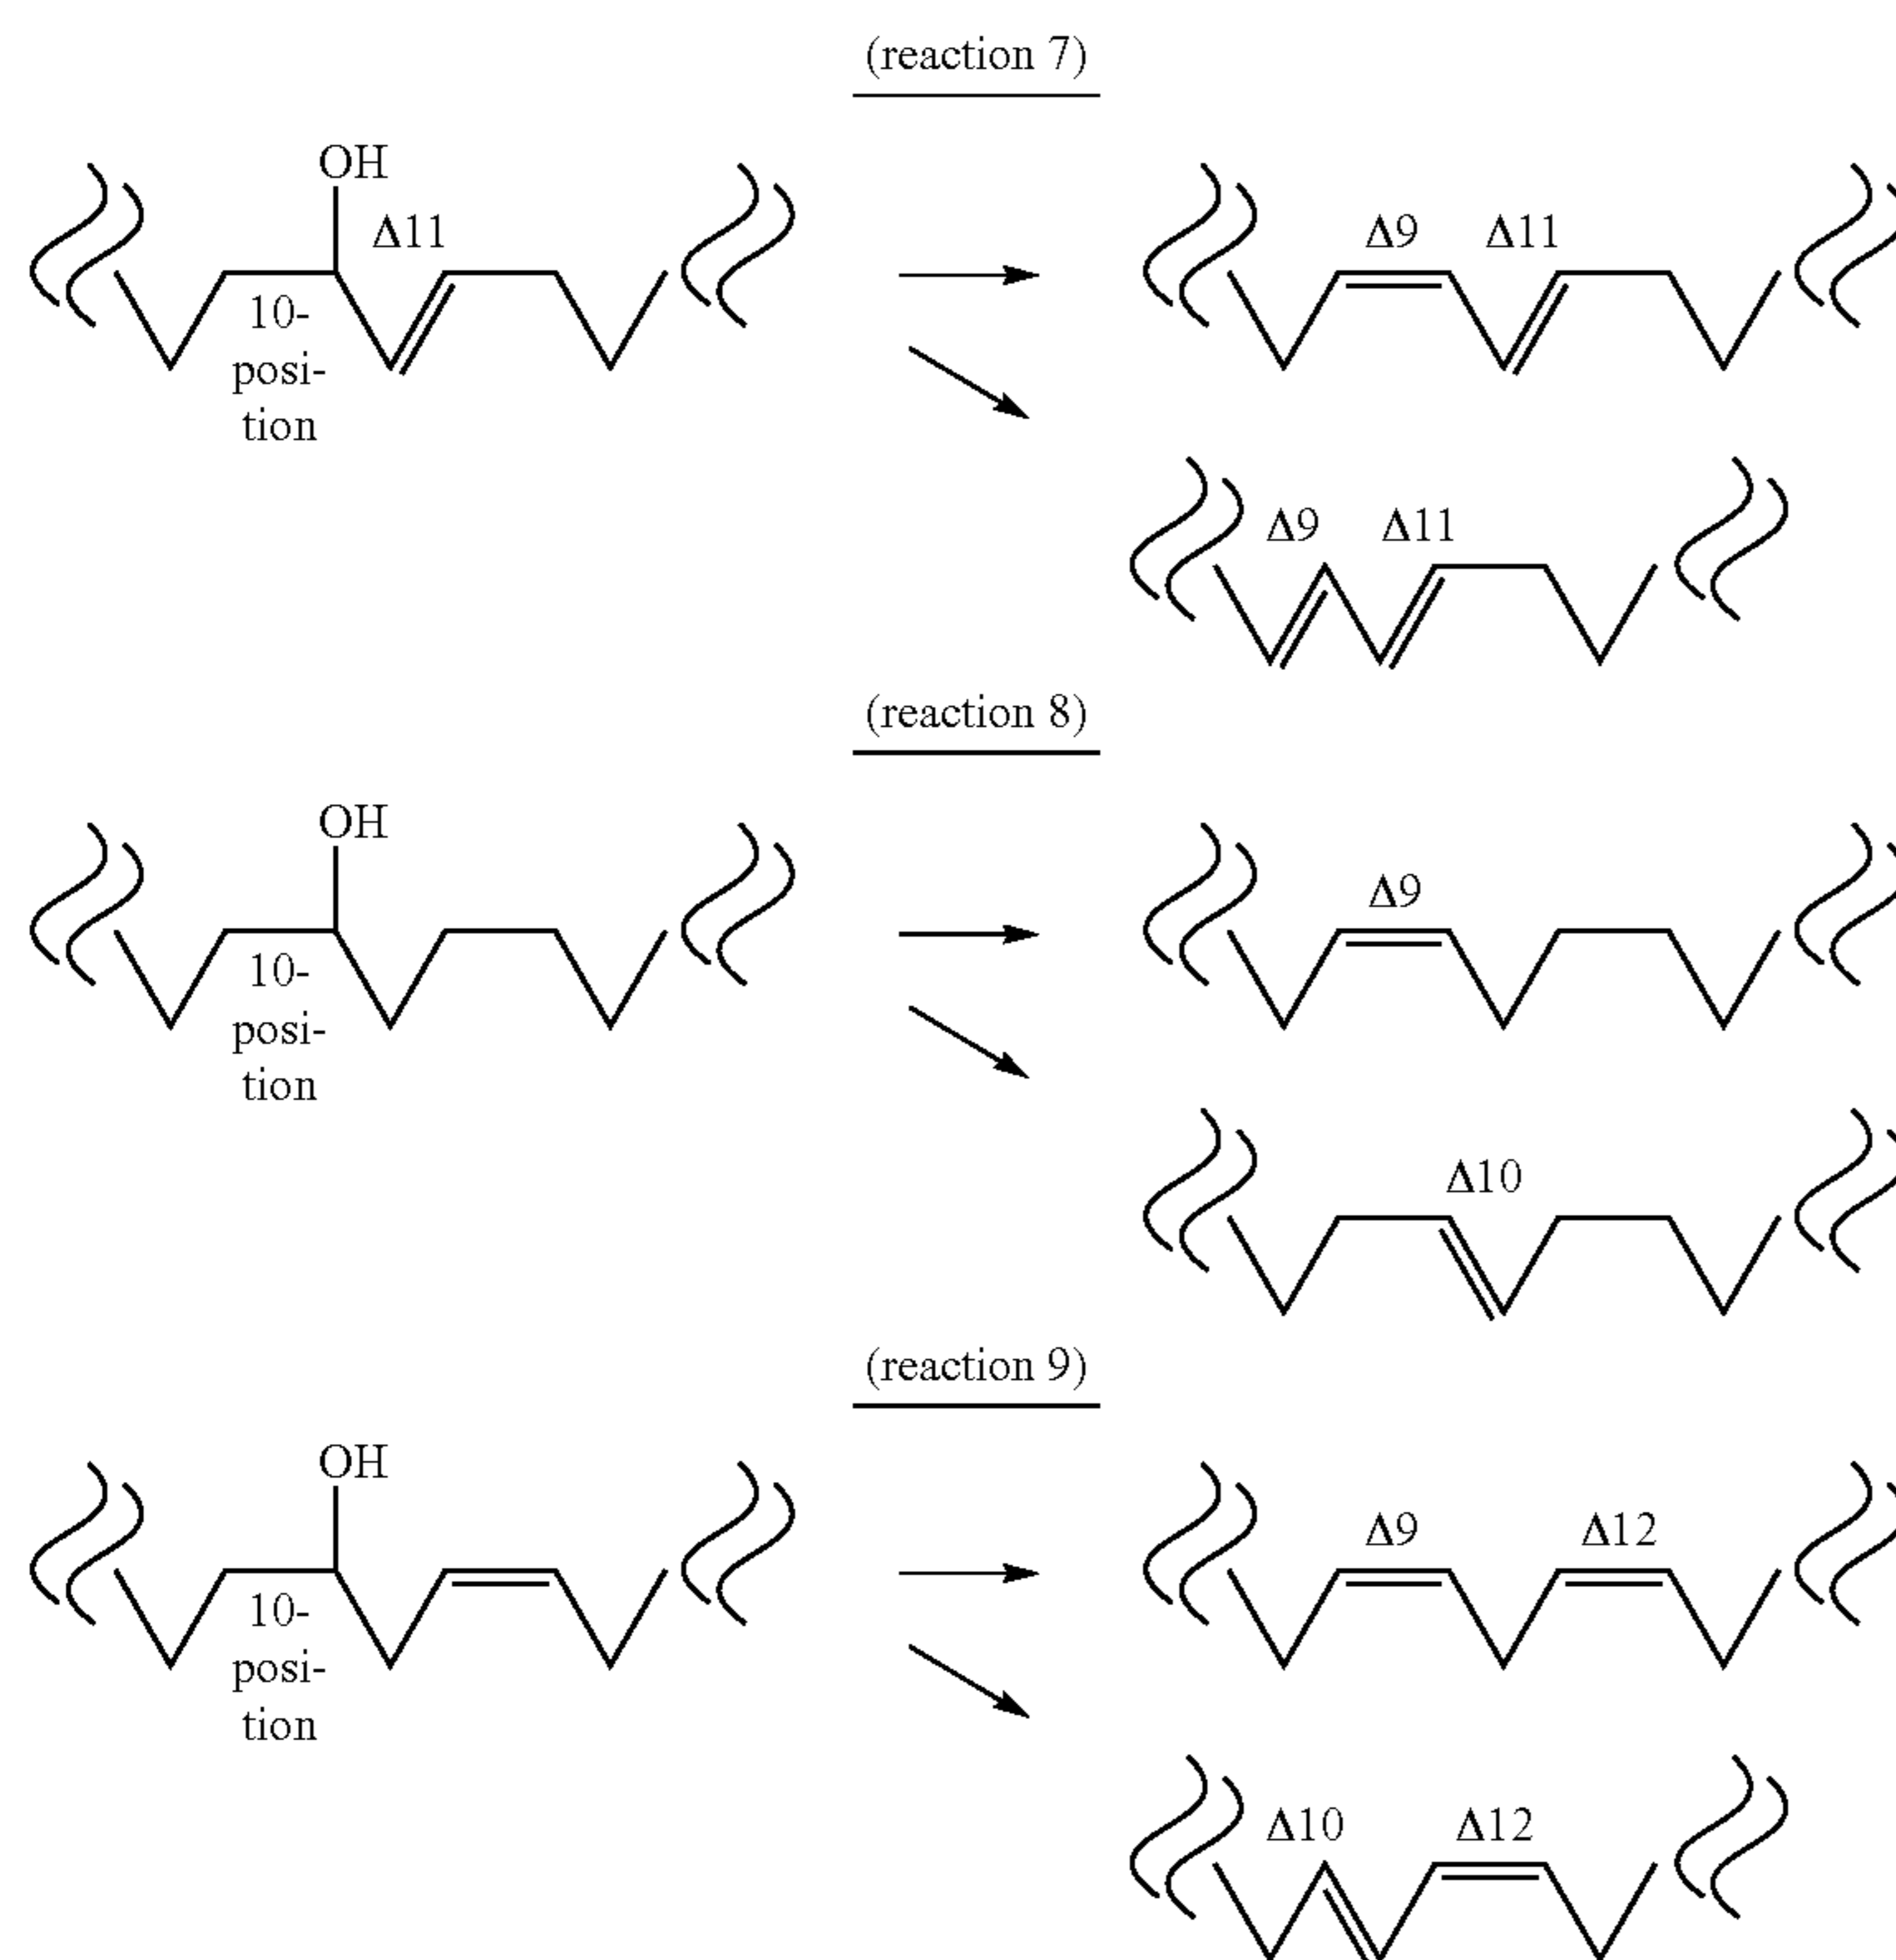 (reaction 7)
OH
Δ11
10-
posi-
tion
Δ9 Δ11
Δ9 Δ11
(reaction 8)
OH
10-
posi-
tion
Δ9
Δ10
(reaction 9)
OH
10-
posi-
tion
Δ9 Δ12
Δ10 Δ12